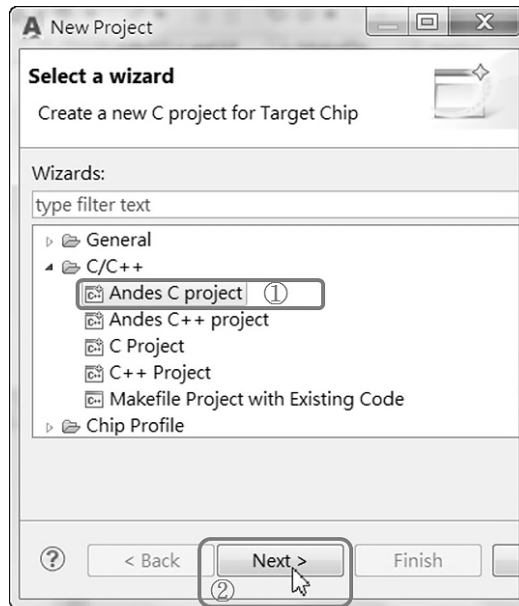 New Project
Select a wizard
Create a new C project for Target Chip
Wizards:
type filter text
General
C/C++
Andes C project ①
Andes C++ project
C Project
C++ Project
Makefile Project with Existing Code
Chip Profile
? < Back Next > Finish
②